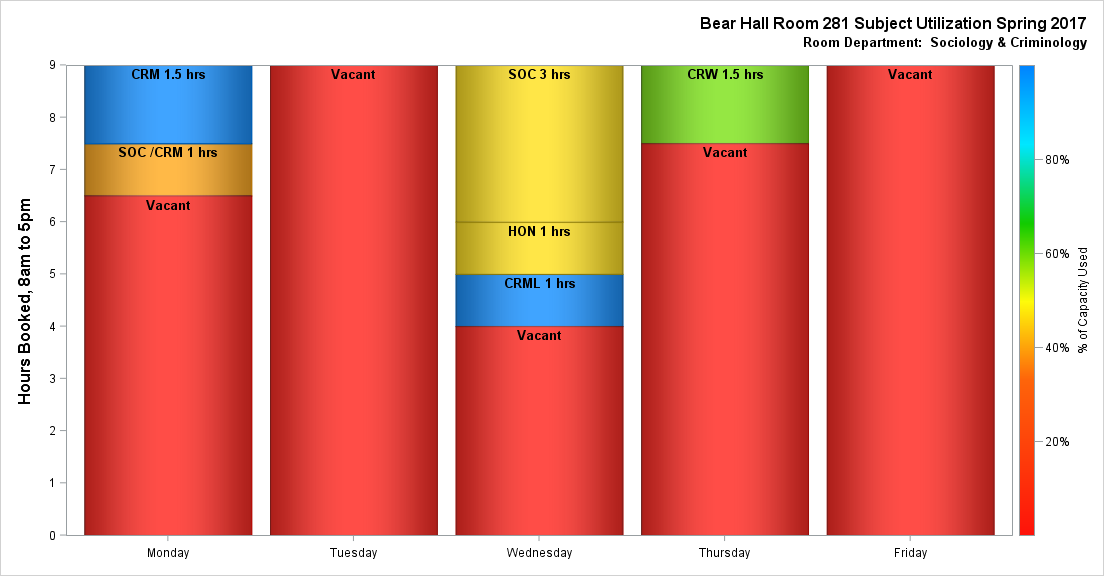 Bear Hall Room 281 Subject Utilization Spring 2017
Room Department:  Sociology & Criminology
Hours Booked, 8am to 5pm
9
8
7
6
5
4
3
2
1
0
CRM 1.5 hrs
SOC /CRM 1 hrs
Vacant
Vacant
SOC 3 hrs
HON 1 hrs
CRML 1 hrs
Vacant
CRW 1.5 hrs
Vacant
Vacant
Monday
Tuesday
Wednesday
Thursday
Friday
80%
60%
40%
20%
% of Capacity Used